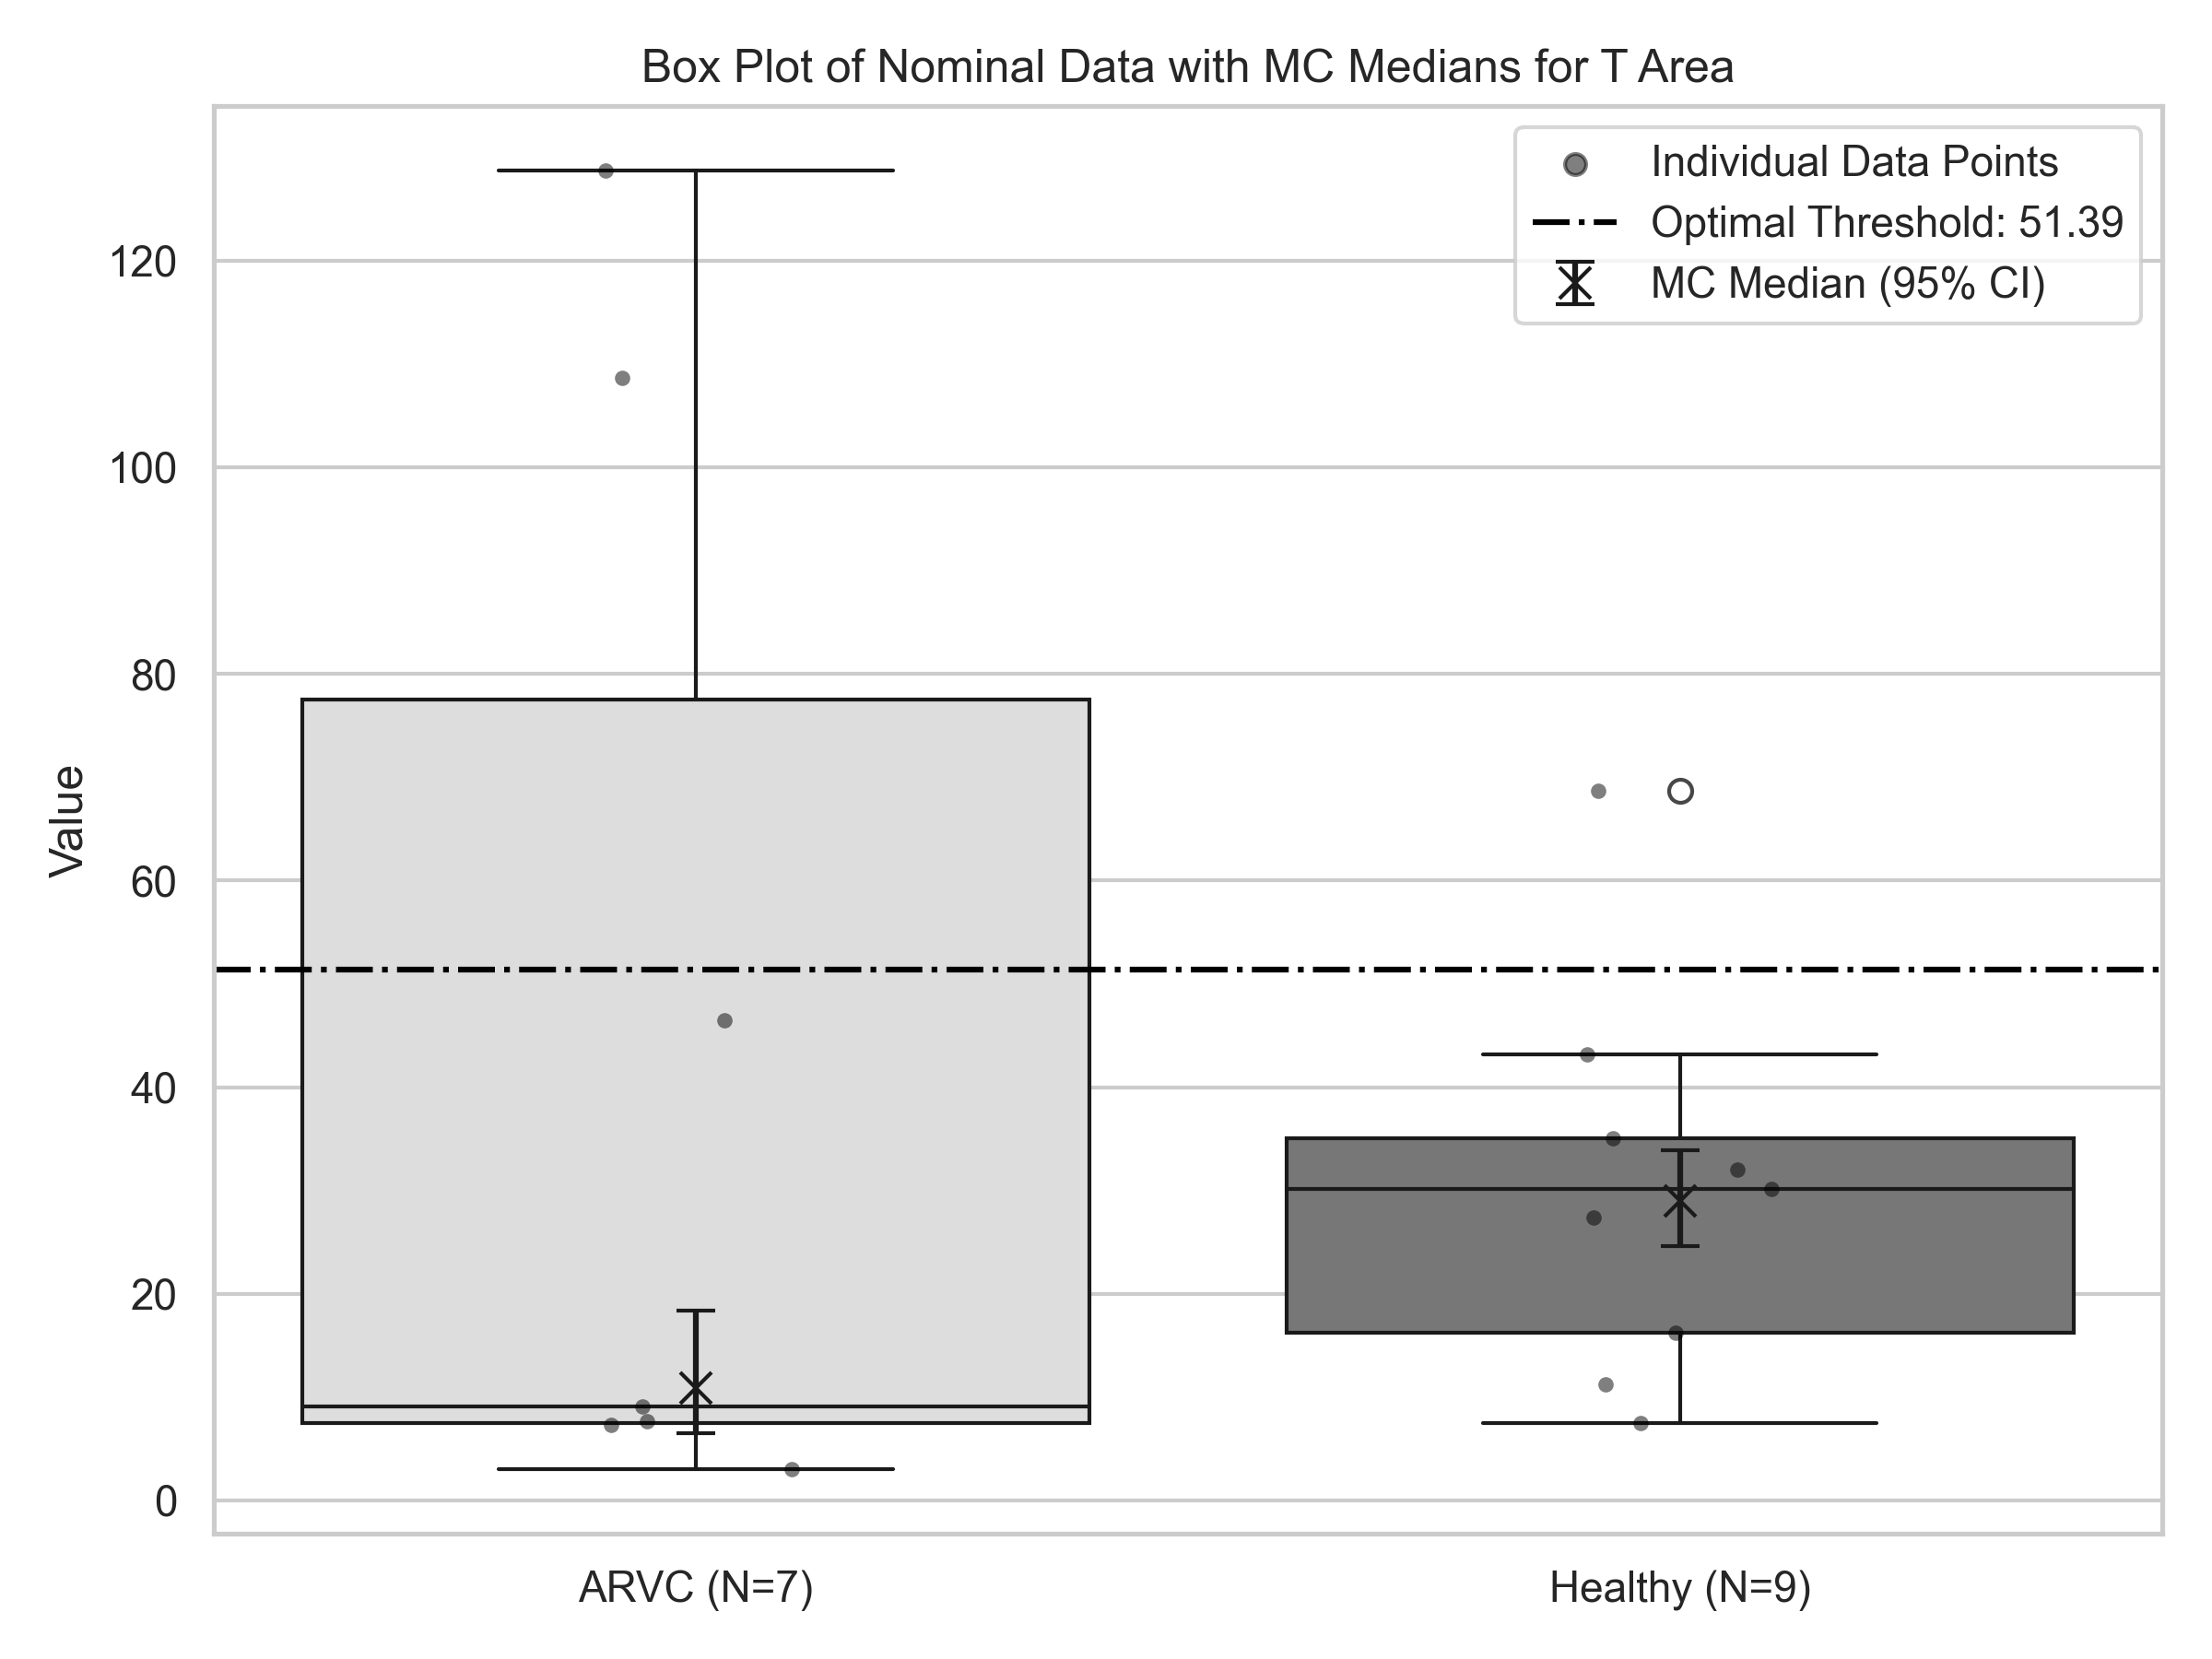 Box Plot of Nominal Data with MC Medians for T Area
Individual Data Points
Optimal Threshold: 51.39
MC Median (95% CI)
Value
120
100
80
60
40
20
0
ARVC (N=7)
Healthy (N=9)